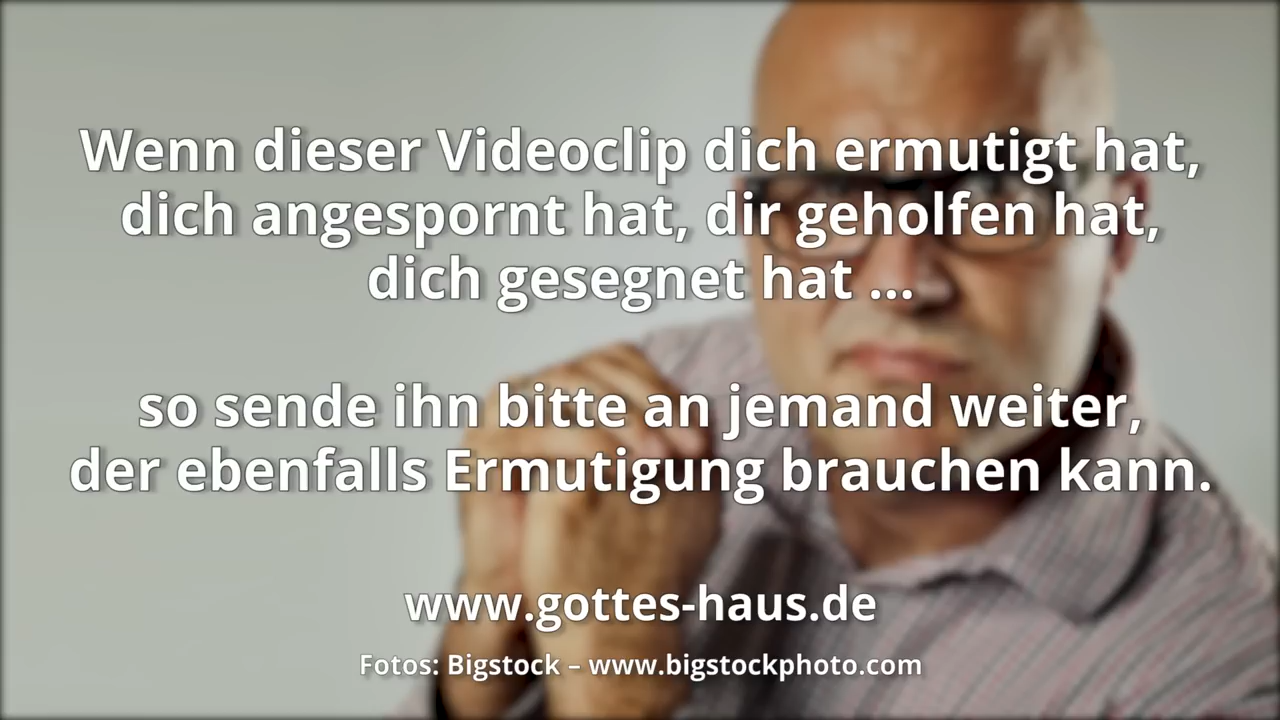 Wenn dieser Videoclip dich ermutigt hat,
dich angespornt hat, dir geholfen hat,
dich gesegnet hat ...
so sende ihn bitte an jemand weiter,
der ebenfalls Ermutigung brauchen kann.
www.gottes-haus.de
Fotos: Bigstock – www.bigstockphoto.com